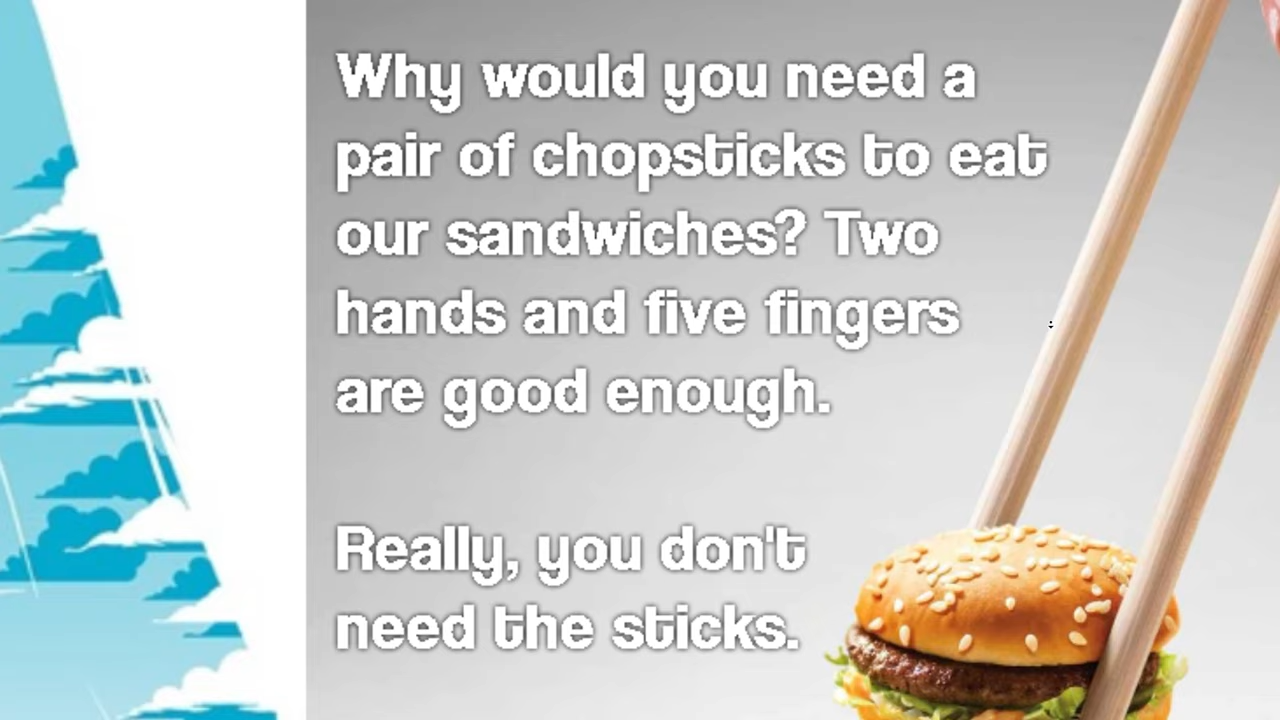 Why would you need a
pair of chopsticks to eat
our sandwiches? Two
hands and five fingers
are good enough.
Really, you don't
need the sticks.